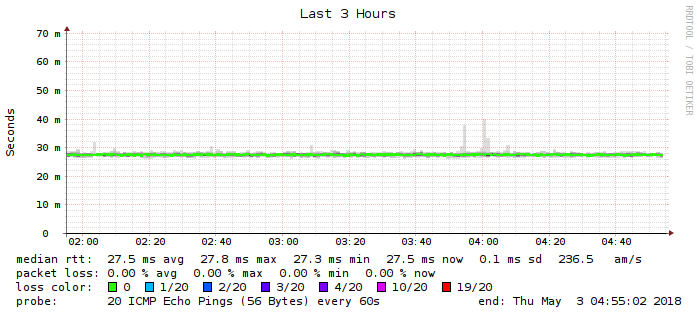 Last 3 Hours
RRDTOOL / TOBI OETIKER
Seconds
70 m
60 m
50 m
40 m
30 m
20 m
10 m
0
02:00 02:20 02:40 03:00 03:20 03:40 04:00 04:20 04:40
median rtt: 27.5 ms avg 27.8 ms max 27.3 ms min 27.5 ms now 0.1 ms sd 236.5 am/s
packet loss: 0.00 % avg 0.00 % max 0.00 % min 0.00 % now
loss color: 0 1/20 2/20 3/20 4/20 10/20 19/20
probe: 20 ICMP Echo Pings (56 Bytes) every 60s end: Thu May 3 04:55:02 2018